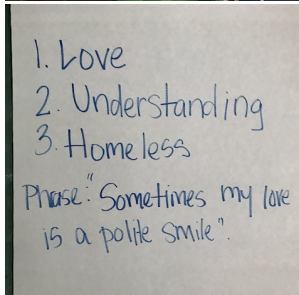 1. Love
2. Understanding
3. Homeless
Phase: "Sometimes my love
is a polite smile".